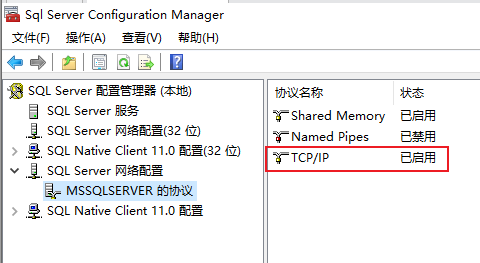 Sql Server Configuration Manager
文件(F) 操作(A) 查看(V) 帮助(H)
SQL Server 配置管理器 (本地)
SQL Server 服务
SQL Server 网络配置(32 位)
SQL Native Client 11.0 配置(32 位)
SQL Server 网络配置
MSSQLSERVER 的协议
SQL Native Client 11.0 配置
协议名称 状态
Shared Memory 已启用
Named Pipes 已禁用
TCP/IP 已启用